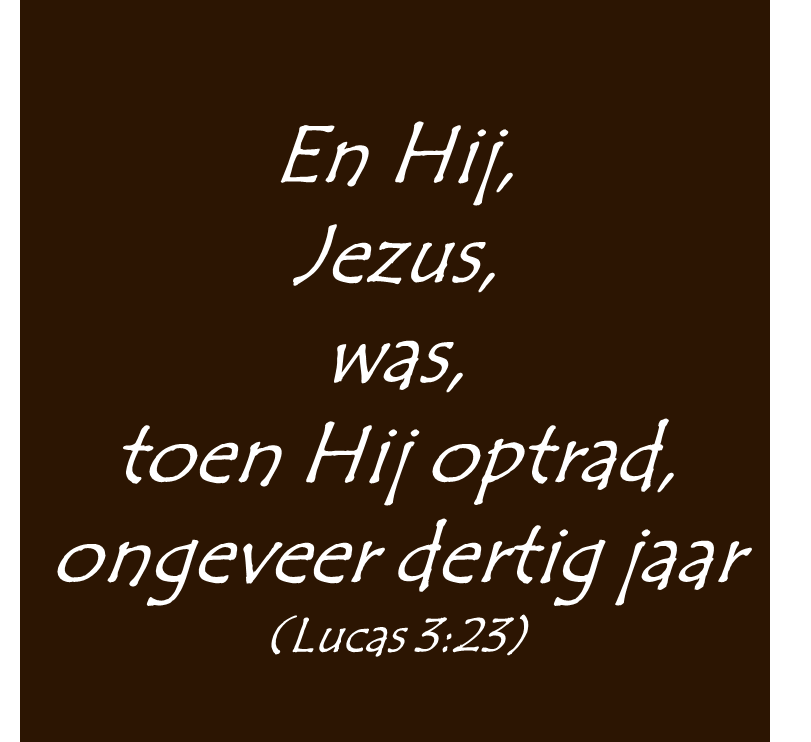 En Hij,
Jezus,
was,
toen Hij optrad,
ongeveer dertig jaar
(Lucas 3:23)